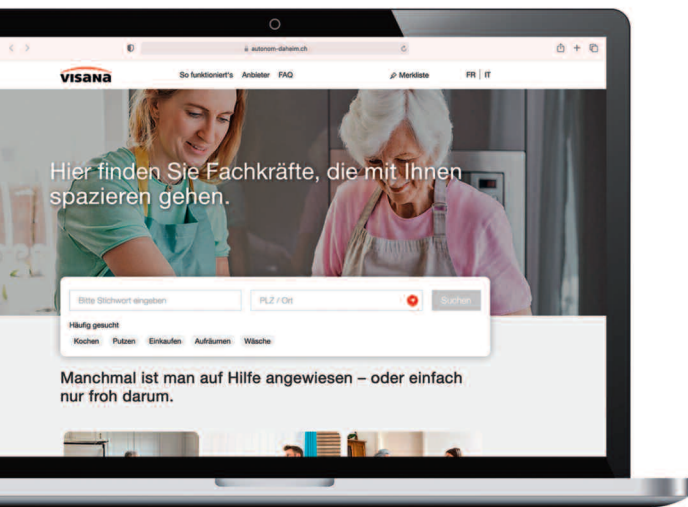 autonom-daheim.ch
visana
So funktioniert's Anbieter FAQ Merkliste FR | IT
Hier finden Sie Fachkräfte, die mit Ihnen
spazieren gehen.
Bitte Stichwort eingeben PLZ / Ort Suchen
Häufig gesucht
Kochen Putzen Einkaufen Aufräumen Wäsche
Manchmal ist man auf Hilfe angewiesen – oder einfach
nur froh darum.